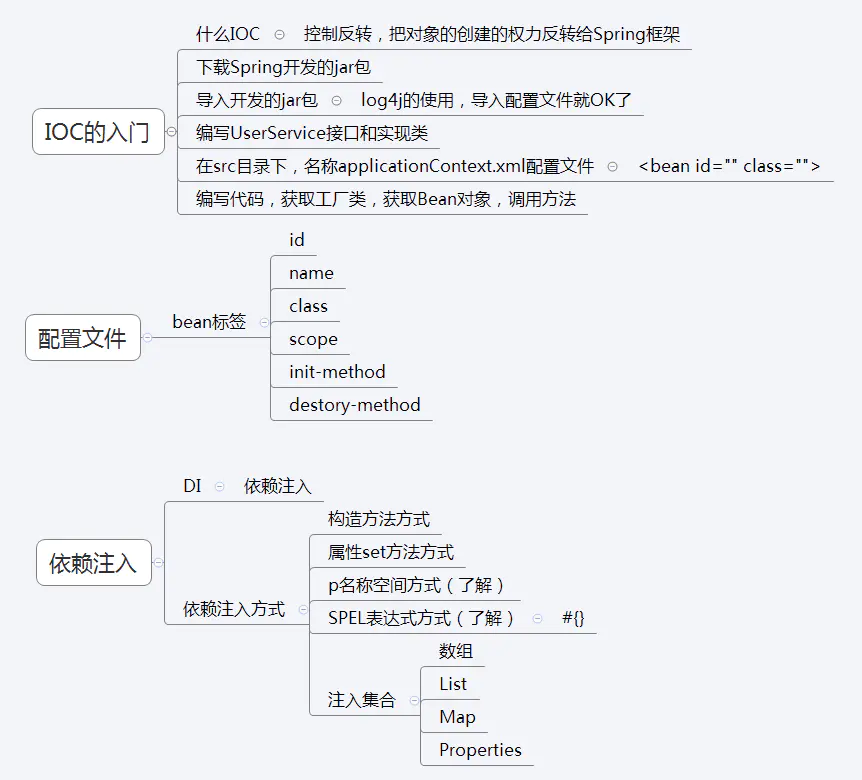 什么IOC 控制反转，把对象的创建的权力反转给Spring框架
下载Spring开发的jar包
导入开发的jar包 log4j的使用，导入配置文件就OK了
IOC的入门
编写UserService接口和实现类
在src目录下，名称applicationContext.xml配置文件 <bean id="" class="">
编写代码，获取工厂类，获取Bean对象，调用方法
id
name
class
bean标签
配置文件
scope
init-method
destory-method
DI 依赖注入
构造方法方式
属性set方法方式
依赖注入
p名称空间方式（了解）
依赖注入方式
SPEL表达式方式（了解） #{}
数组
List
注入集合
Map
Properties